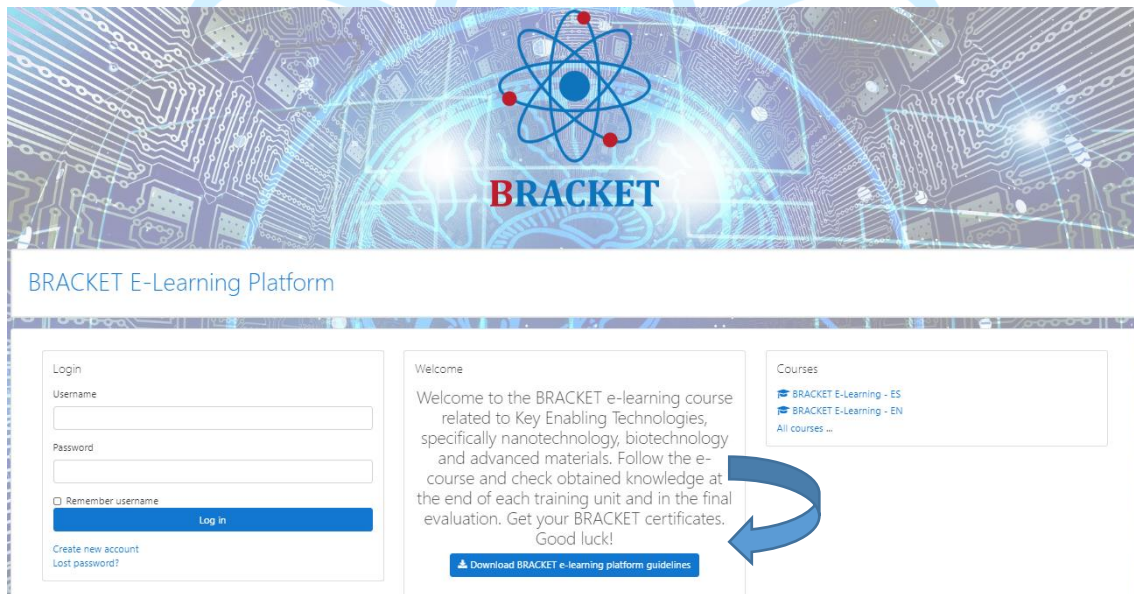 BRACKET
BRACKET E-Learning Platform
Login
Username
Password
Remember username
Log in
Create new account
Lost password?
Welcome
Welcome to the BRACKET e-learning course
related to Key Enabling Technologies,
specifically nanotechnology, biotechnology
and advanced materials. Follow the e-
course and check obtained knowledge at
the end of each training unit and in the final
evaluation. Get your BRACKET certificates.
Good luck!
Download BRACKET e-learning platform guidelines
Courses
BRACKET E-Learning - ES
BRACKET E-Learning - EN
All courses ...